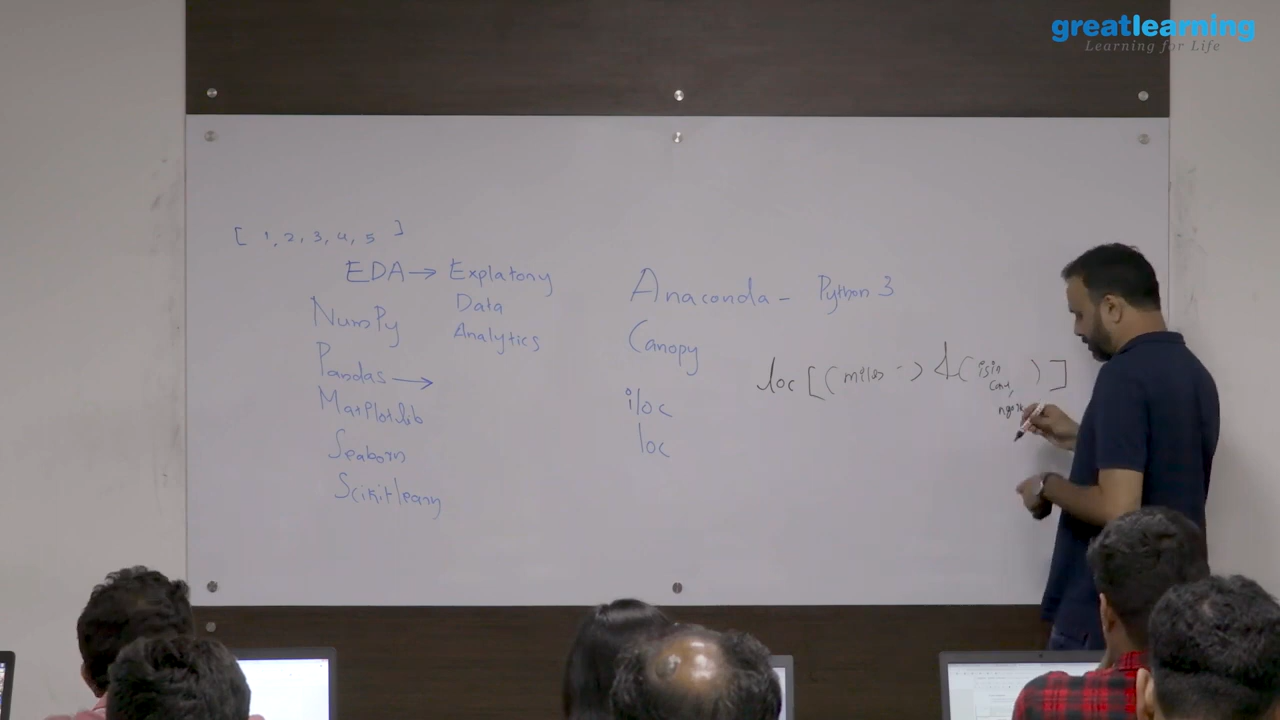 greatlearning
Learning for Life
[ 1, 2, 3, 4, 5 ]
EDA → Explatory
Data
Analytics
NumPy
Pandas →
MatPlotlib
Seaborn
Scikitlearn
Anaconda - Python 3
Canopy
iloc
loc
loc [ ( miles
( isin
) ]